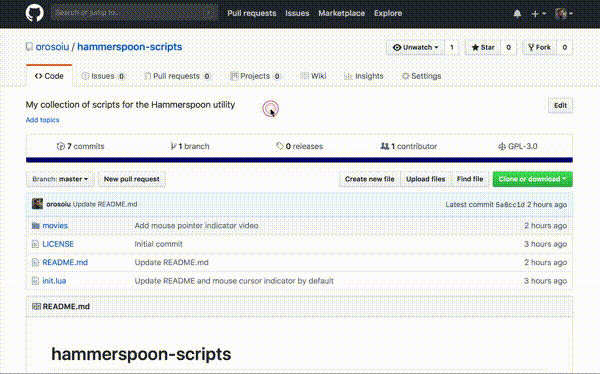 Search or jump to...
/
Pull requests Issues Marketplace Explore
orosoiu / hammerspoon-scripts
Unwatch 1 Star 0 Fork 0
Code Issues 0 Pull requests 0 Projects 0 Wiki Insights Settings
My collection of scripts for the Hammerspoon utility
Edit
Add topics
7 commits 1 branch 0 releases 1 contributor GPL-3.0
Branch: master New pull request Create new file Upload files Find file Clone or download
orosoiu Update README.md Latest commit 5a8cc1d 2 hours ago
movies Add mouse pointer indicator video 2 hours ago
LICENSE Initial commit 3 hours ago
README.md Update README.md 2 hours ago
init.lua Update README and mouse cursor indicator by default 3 hours ago
README.md
hammerspoon-scripts